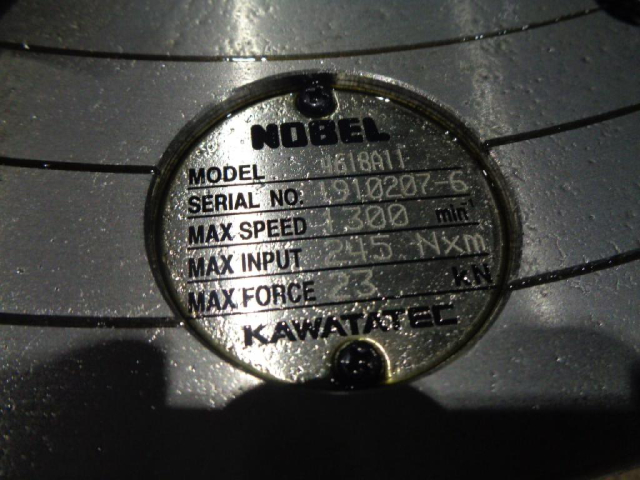 NOBEL
MODEL 4618A11
SERIAL NO. 1910207-6
MAX SPEED 1300 min⁻¹
MAX INPUT 245 Nxm
MAX FORCE 23 kN
KAWATATEC